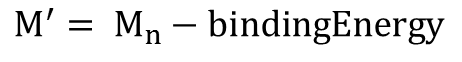 M′ = Mn − bindingEnergy